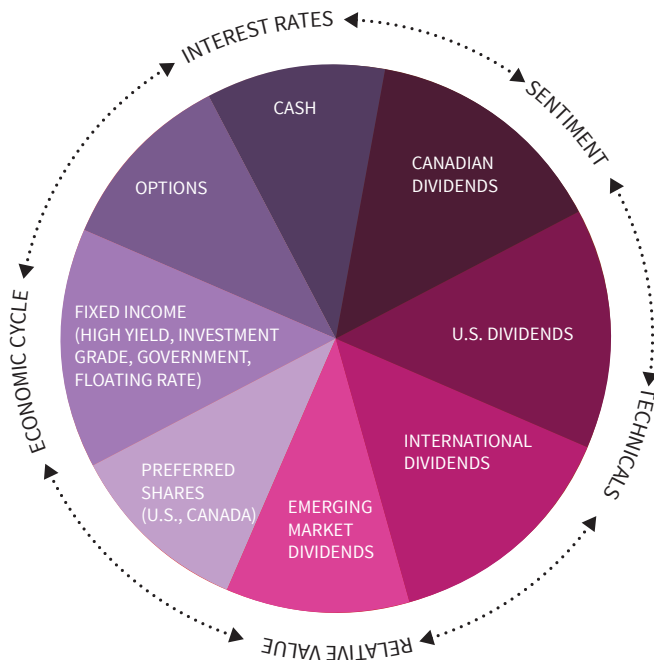 INTEREST RATES
SENTIMENT
TECHNICALS
RELATIVE VALUE
ECONOMIC CYCLE
CASH
CANADIAN
DIVIDENDS
U.S. DIVIDENDS
INTERNATIONAL
DIVIDENDS
EMERGING
MARKET
DIVIDENDS
PREFERRED
SHARES
(U.S., CANADA)
FIXED INCOME
(HIGH YIELD, INVESTMENT
GRADE, GOVERNMENT,
FLOATING RATE)
OPTIONS